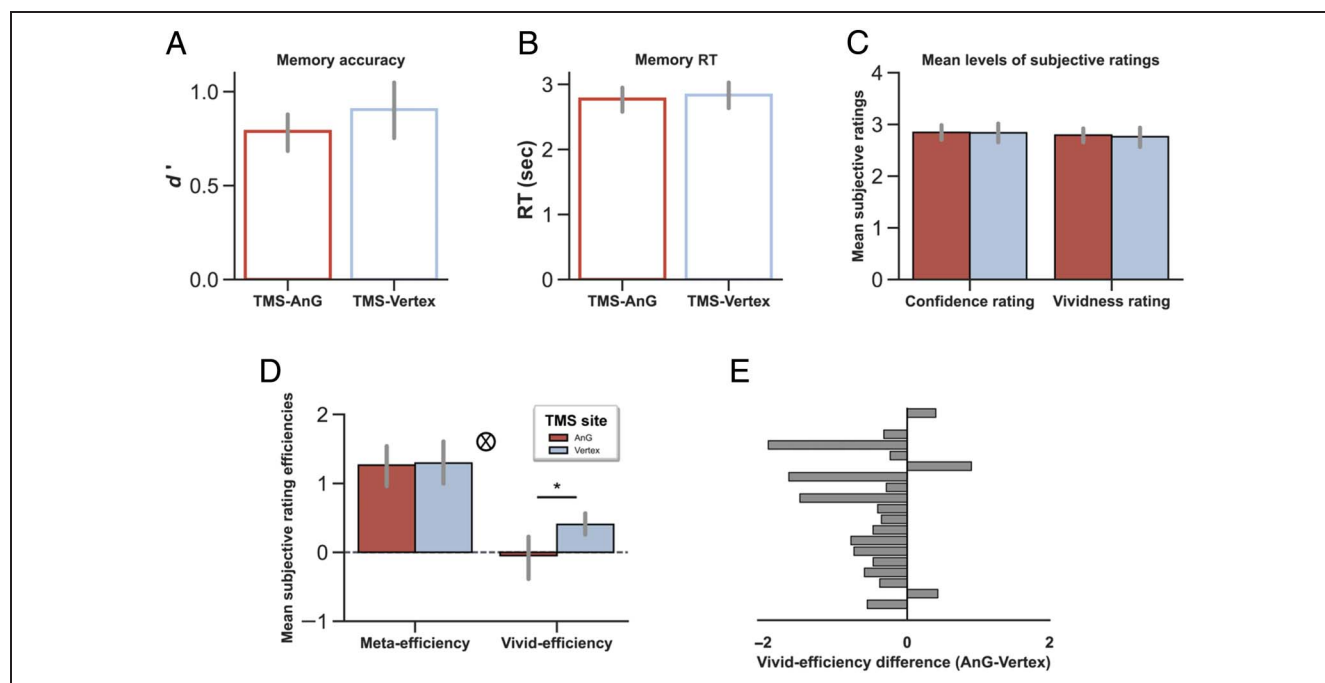 A
Memory accuracy
1.0
0.5
0.0
d'
TMS-AnG TMS-Vertex
B
Memory RT
3
2
1
0
RT (sec)
TMS-AnG TMS-Vertex
C
Mean levels of subjective ratings
4
3
2
1
0
Mean subjective ratings
Confidence rating Vividness rating
D
Mean subjective rating efficiencies
2
1
0
−1
TMS site
AnG
Vertex
*
Meta-efficiency Vivid-efficiency
E
−2 0 2
Vivid-efficiency difference (AnG-Vertex)